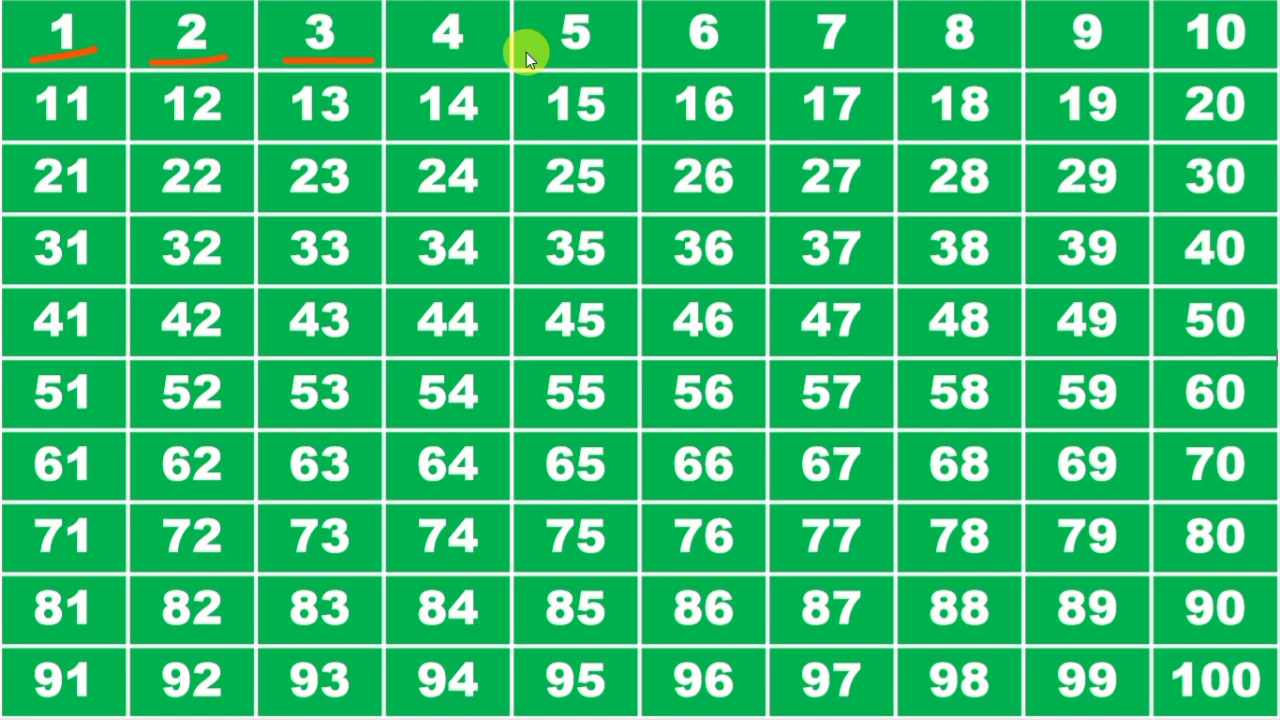 1 2 3 4 5 6 7 8 9 10
11 12 13 14 15 16 17 18 19 20
21 22 23 24 25 26 27 28 29 30
31 32 33 34 35 36 37 38 39 40
41 42 43 44 45 46 47 48 49 50
51 52 53 54 55 56 57 58 59 60
61 62 63 64 65 66 67 68 69 70
71 72 73 74 75 76 77 78 79 80
81 82 83 84 85 86 87 88 89 90
91 92 93 94 95 96 97 98 99 100